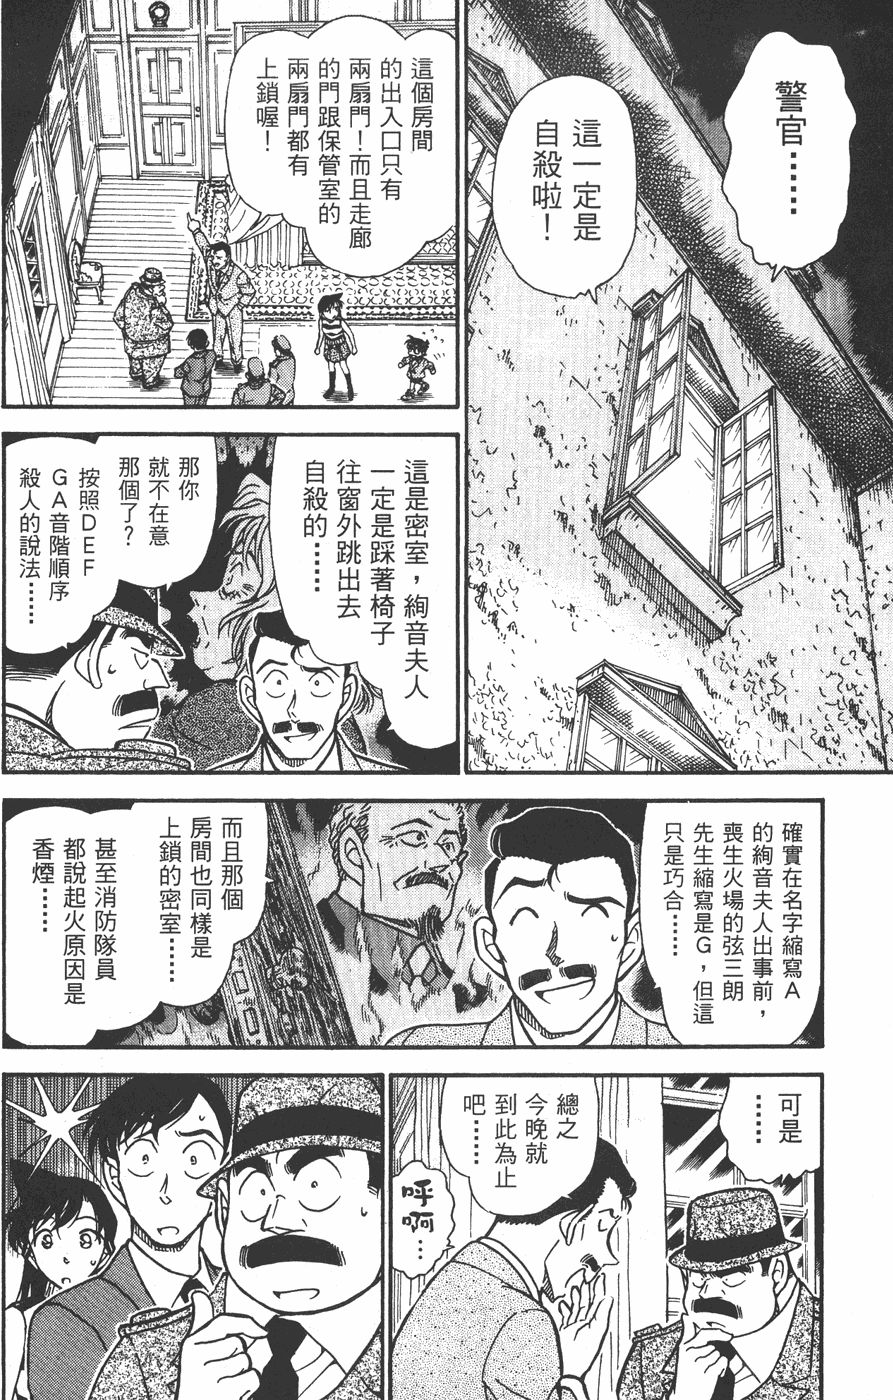 警官……
這一定是
自殺啦！
這個房間
的出入口只有
兩扇門！而且走廊
的門跟保管室的
兩扇門都有
上鎖喔！
這是密室，絢音夫人
一定是踩著椅子
往窗外跳出去
自殺的……
那你
就不在意
那個了？
按照DEF
GA音階順序
殺人的說法……
確實在名字縮寫A
的絢音夫人出事前，
喪生火場的弦三朗
先生縮寫是G，但這
只是巧合……
而且那個
房間也同樣是
上鎖的密室……
甚至消防隊員
都說起火原因是
香煙……
可是
……
總之
今晚就
到此為止
吧……
呼啊…